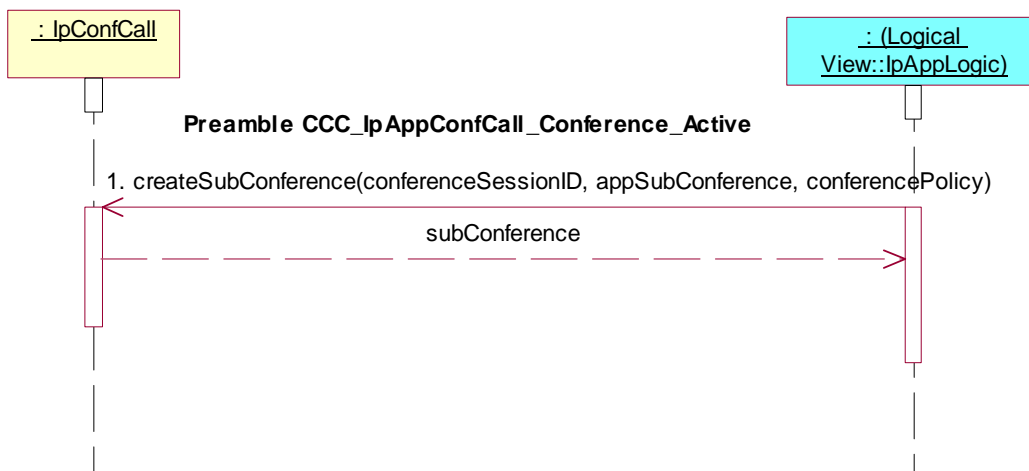 : IpConfCall
: (Logical
View::IpAppLogic)
Preamble CCC_IpAppConfCall_Conference_Active
1. createSubConference(conferenceSessionID, appSubConference, conferencePolicy)
subConference